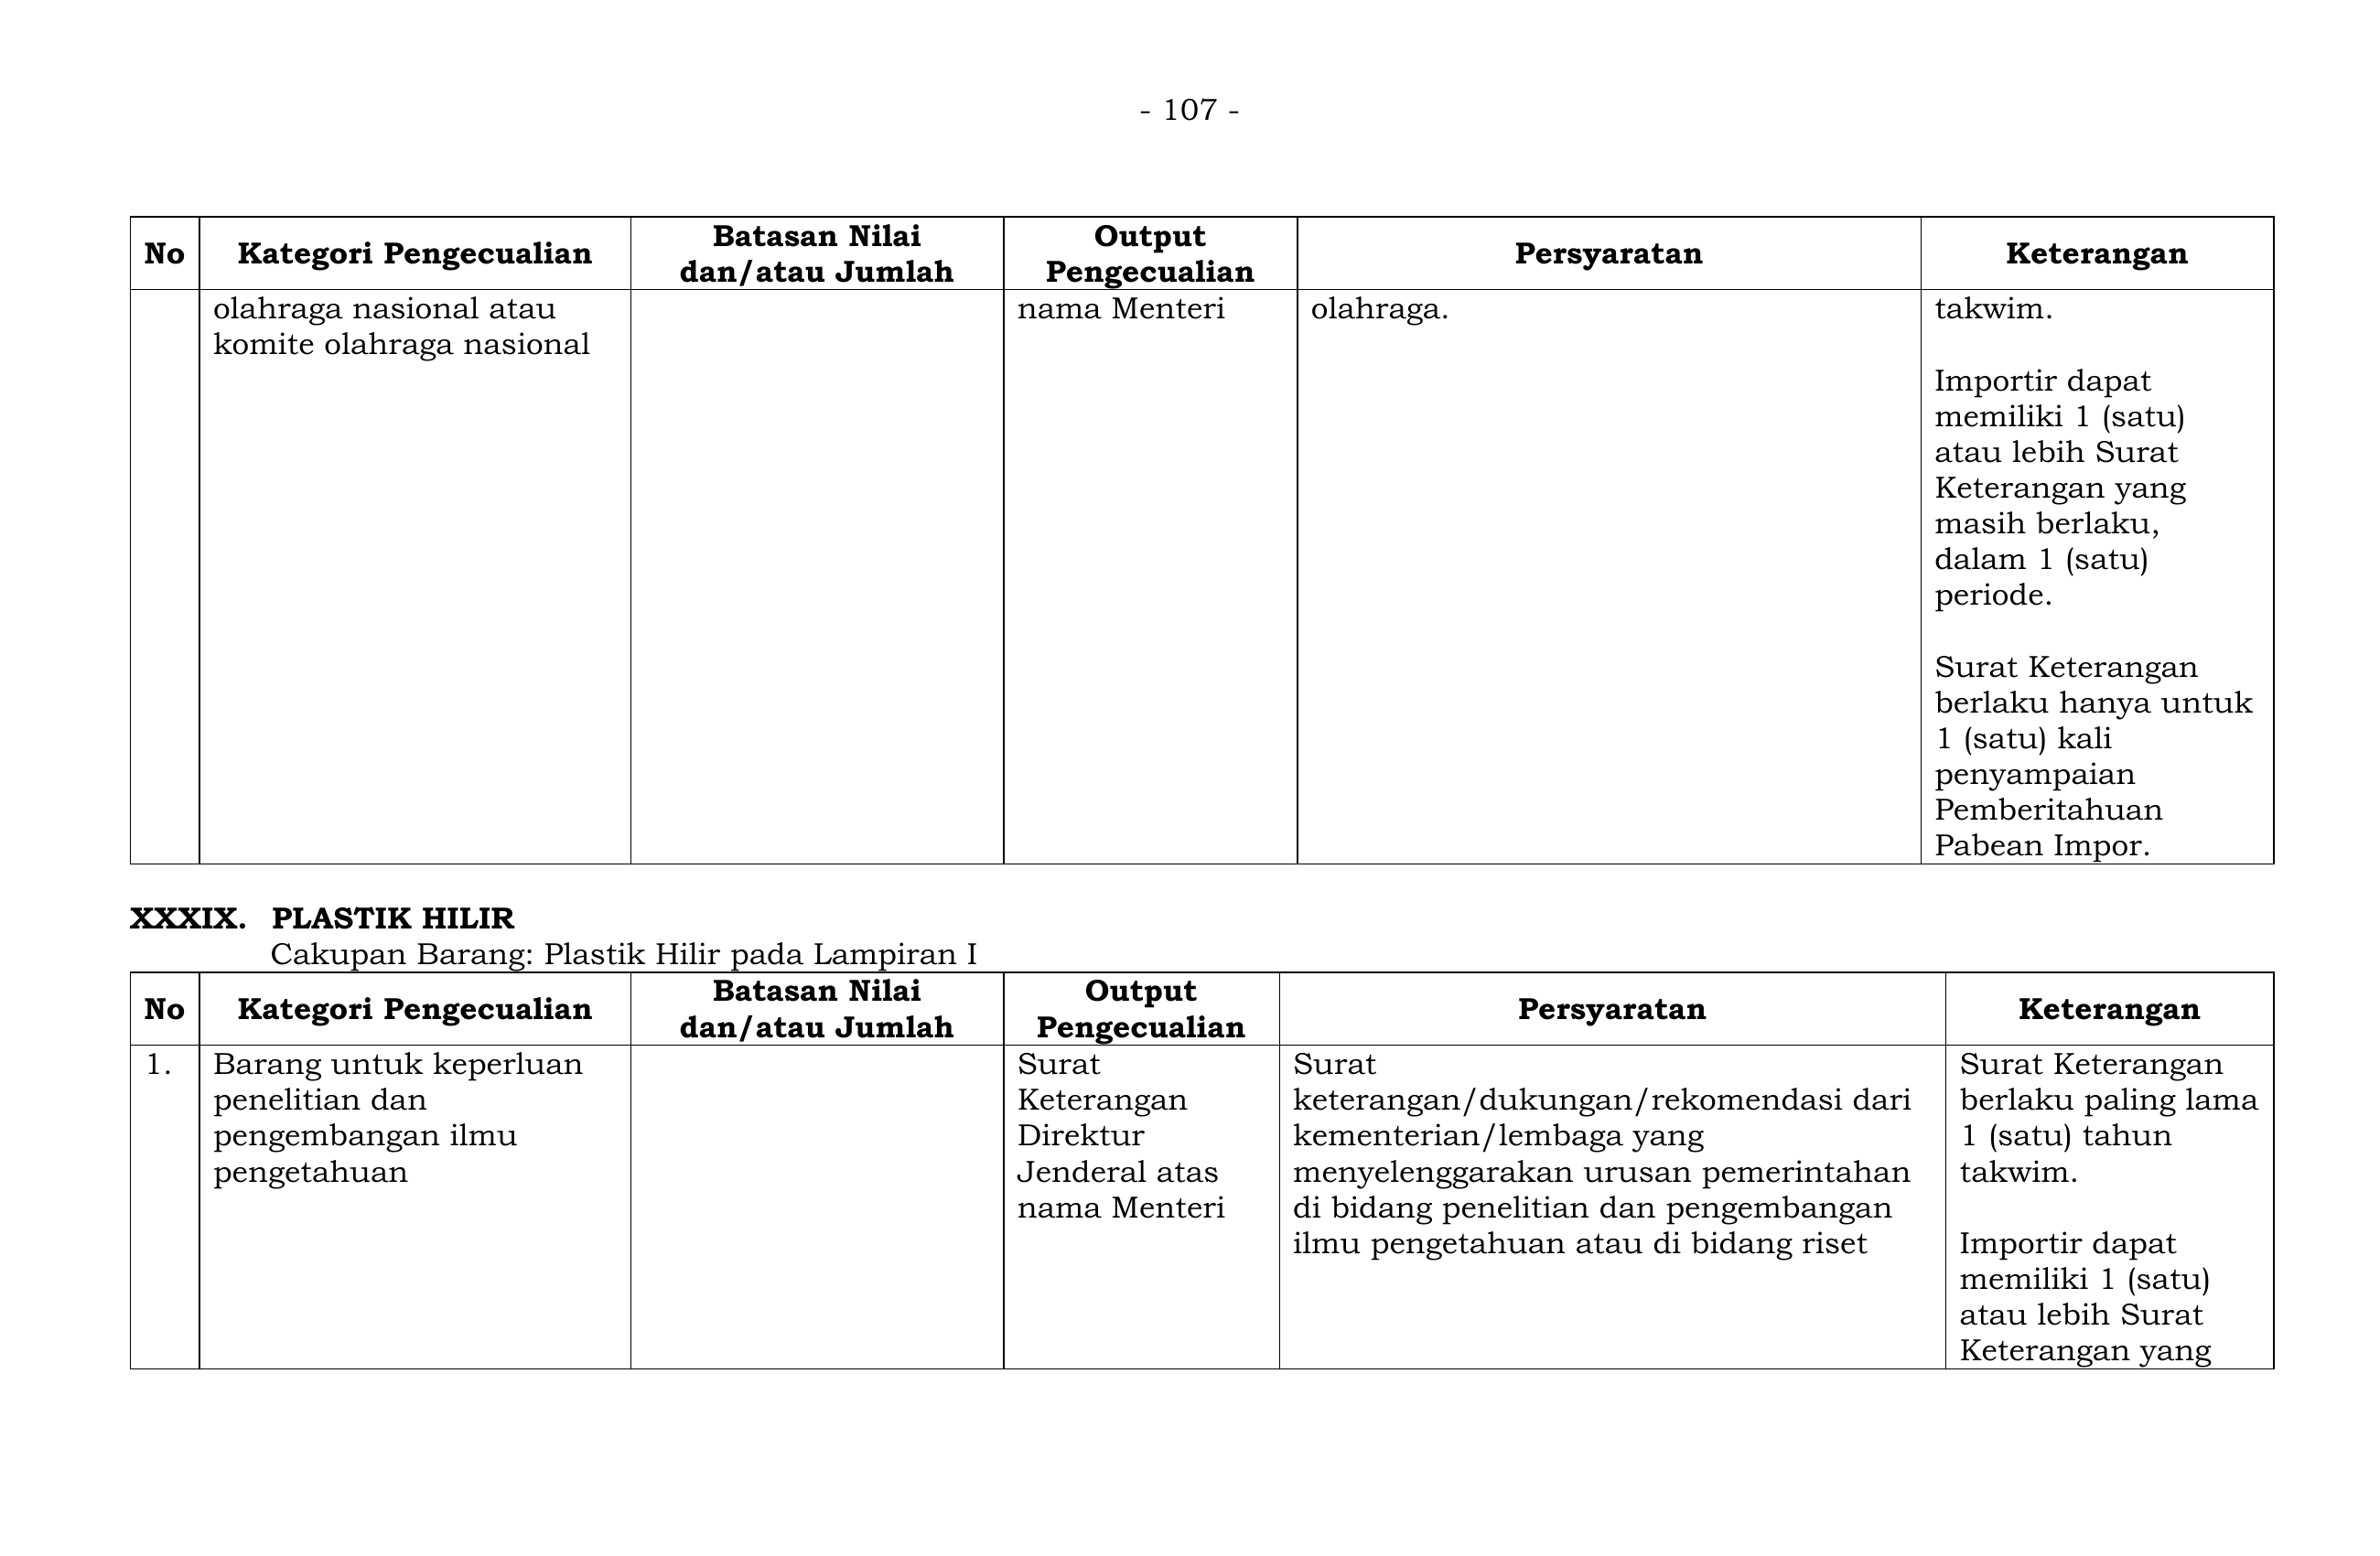 - 107 -
No
Kategori Pengecualian
Batasan Nilai
dan/atau Jumlah
Output
Pengecualian
Persyaratan
Keterangan
olahraga nasional atau
komite olahraga nasional
nama Menteri
olahraga.
takwim.
Importir dapat
memiliki 1 (satu)
atau lebih Surat
Keterangan yang
masih berlaku,
dalam 1 (satu)
periode.
Surat Keterangan
berlaku hanya untuk
1 (satu) kali
penyampaian
Pemberitahuan
Pabean Impor.
XXXIX. PLASTIK HILIR
Cakupan Barang: Plastik Hilir pada Lampiran I
No
Kategori Pengecualian
Batasan Nilai
dan/atau Jumlah
Output
Pengecualian
Persyaratan
Keterangan
1.
Barang untuk keperluan
penelitian dan
pengembangan ilmu
pengetahuan
Surat
Keterangan
Direktur
Jenderal atas
nama Menteri
Surat
keterangan/dukungan/rekomendasi dari
kementerian/lembaga yang
menyelenggarakan urusan pemerintahan
di bidang penelitian dan pengembangan
ilmu pengetahuan atau di bidang riset
Surat Keterangan
berlaku paling lama
1 (satu) tahun
takwim.
Importir dapat
memiliki 1 (satu)
atau lebih Surat
Keterangan yang